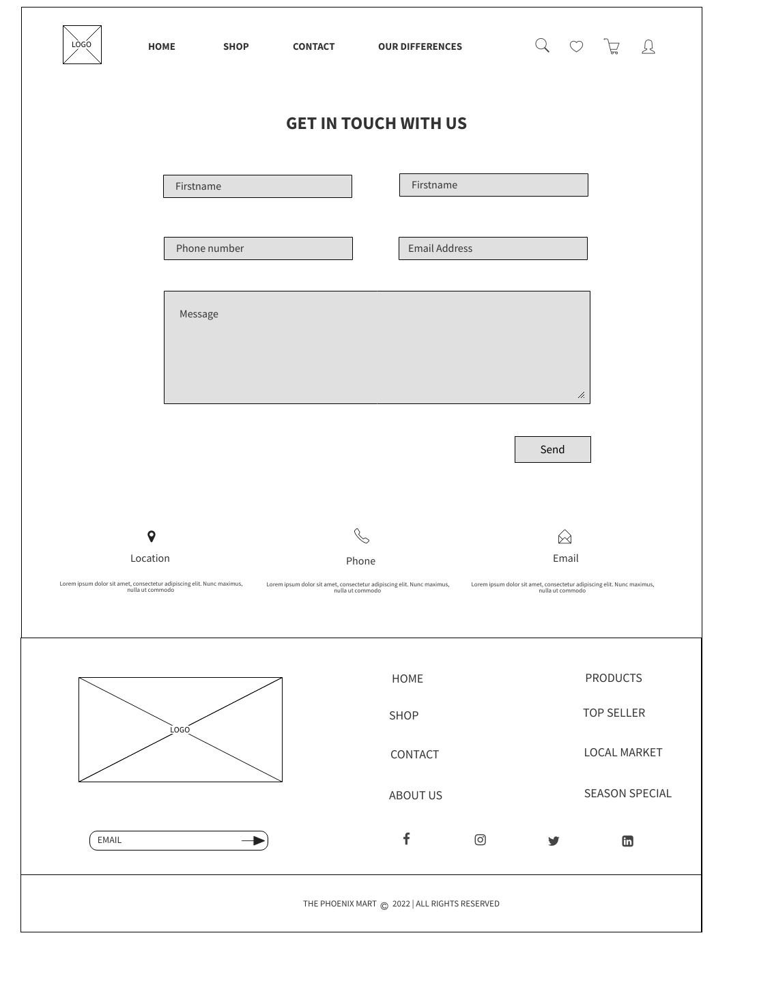 LOGO
HOME
SHOP
CONTACT
OUR DIFFERENCES
GET IN TOUCH WITH US
Firstname
Firstname
Phone number
Email Address
Message
Send
Location
Lorem ipsum dolor sit amet, consectetur adipiscing elit. Nunc maximus,
nulla ut commodo
Phone
Lorem ipsum dolor sit amet, consectetur adipiscing elit. Nunc maximus,
nulla ut commodo
Email
Lorem ipsum dolor sit amet, consectetur adipiscing elit. Nunc maximus,
nulla ut commodo
LOGO
EMAIL
HOME
SHOP
CONTACT
ABOUT US
PRODUCTS
TOP SELLER
LOCAL MARKET
SEASON SPECIAL
THE PHOENIX MART © 2022 | ALL RIGHTS RESERVED